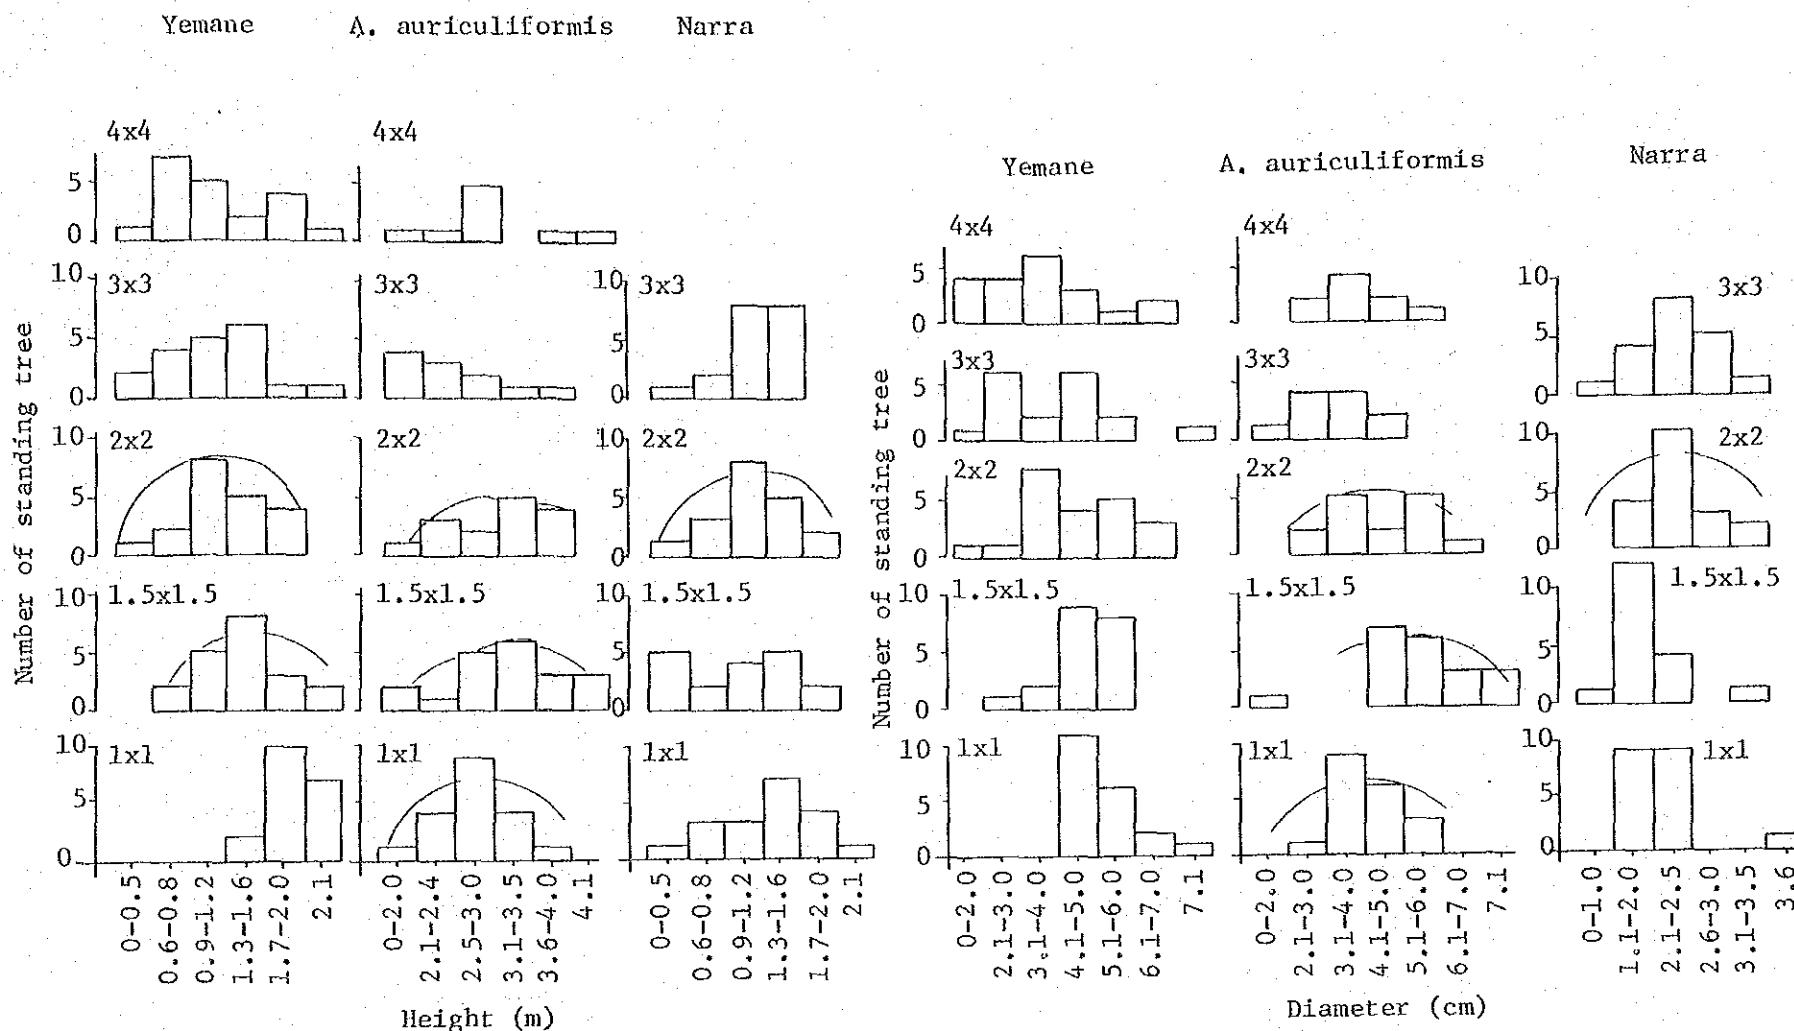 Yemane A. auriculiformis Narra
4x4 4x4
5
0
10 3x3 3x3 10 3x3
5 5
0 0
10 2x2 2x2 10 2x2
5 5
0 0
10 1.5x1.5 1.5x1.5 10 1.5x1.5
5 5
0 0
10 1x1 1x1 1x1
5
0
Number of standing tree
0-0.5 0.6-0.8 0.9-1.2 1.3-1.6 1.7-2.0 2.1
0-2.0 2.1-2.4 2.5-3.0 3.1-3.5 3.6-4.0 4.1
0-0.5 0.6-0.8 0.9-1.2 1.3-1.6 1.7-2.0 2.1
Height (m)
Yemane A. auriculiformis Narra
4x4 4x4
5
0
3x3 3x3 10 3x3
5 5
0 0
2x2 2x2 10 2x2
5 5
0 0
10 1.5x1.5 1.5x1.5 10 1.5x1.5
5 5
0 0
10 1x1 1x1 10 1x1
5 5
0 0
Number of standing tree
0-2.0 2.1-3.0 3.1-4.0 4.1-5.0 5.1-6.0 6.1-7.0 7.1
0-2.0 2.1-3.0 3.1-4.0 4.1-5.0 5.1-6.0 6.1-7.0 7.1
0-1.0 1.1-2.0 2.1-2.5 2.6-3.0 3.1-3.5 3.6
Diameter (cm)